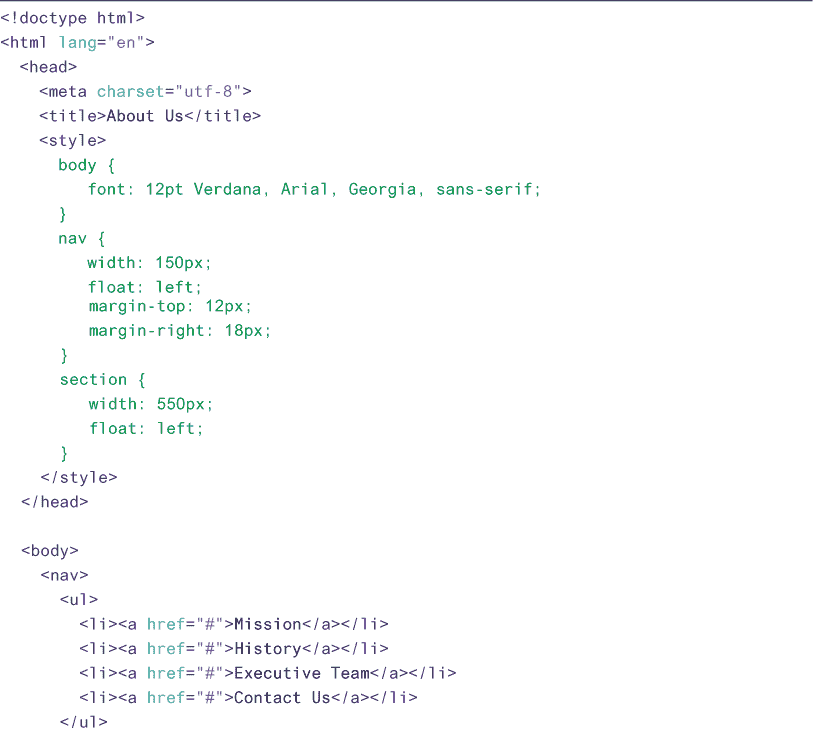 <!doctype html>
<html lang="en">
  <head>
    <meta charset="utf-8">
    <title>About Us</title>
    <style>
      body {
         font: 12pt Verdana, Arial, Georgia, sans-serif;
      }
      nav {
         width: 150px;
         float: left;
         margin-top: 12px;
         margin-right: 18px;
      }
      section {
         width: 550px;
         float: left;
      }
    </style>
  </head>

  <body>
    <nav>
      <ul>
        <li><a href="#">Mission</a></li>
        <li><a href="#">History</a></li>
        <li><a href="#">Executive Team</a></li>
        <li><a href="#">Contact Us</a></li>
      </ul>